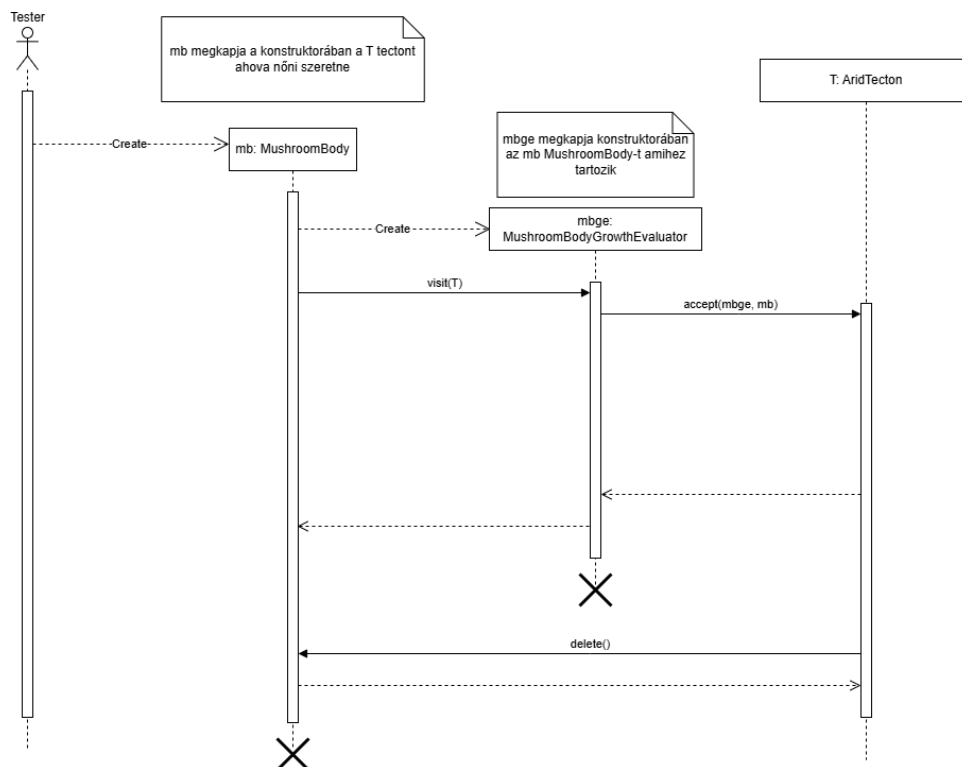 Tester
mb megkapja a konstruktorában a T tectont
ahova nőni szeretne
T: AridTecton
Create
mb: MushroomBody
mbge megkapja konstruktorában
az mb MushroomBody-t amihez
tartozik
Create
mbge:
MushroomBodyGrowthEvaluator
visit(T)
accept(mbge, mb)
delete()